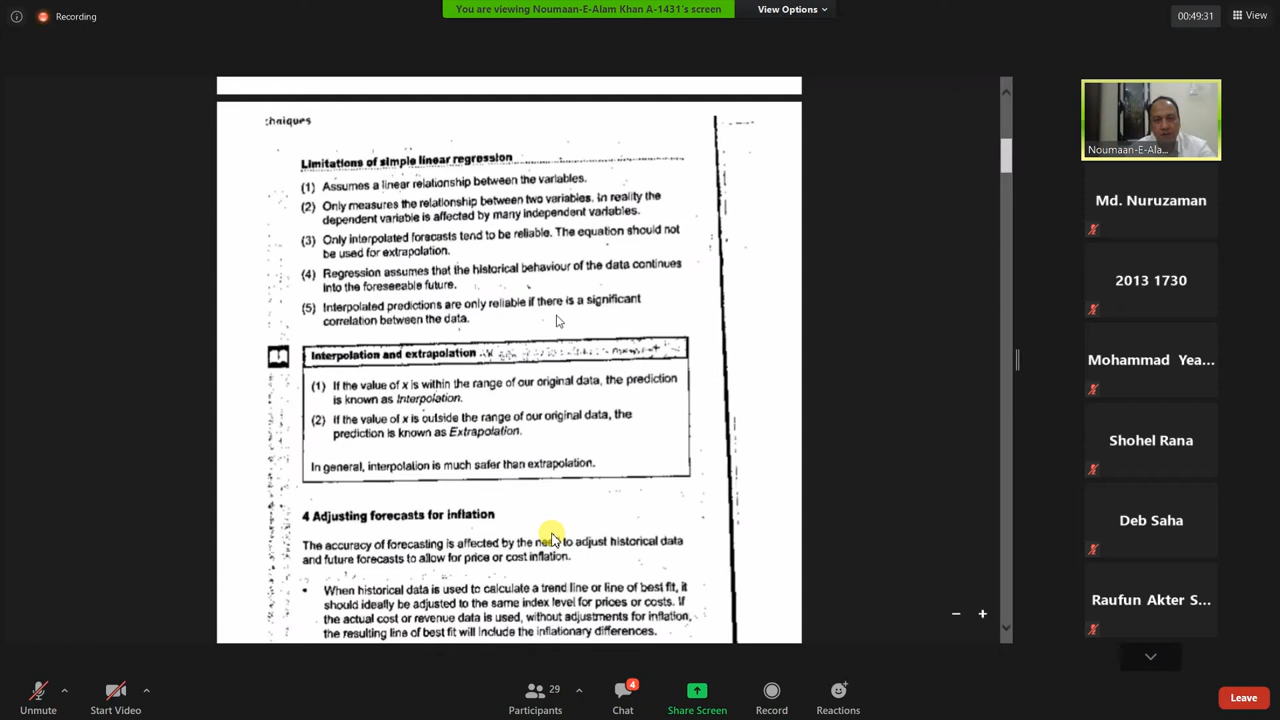 Recording
You are viewing Noumaan-E-Alam Khan A-1431's screen
View Options
00:49:31
View
chniques
Limitations of simple linear regression
(1) Assumes a linear relationship between the variables.
(2) Only measures the relationship between two variables. In reality the
dependent variable is affected by many independent variables.
(3) Only interpolated forecasts tend to be reliable. The equation should not
be used for extrapolation.
(4) Regression assumes that the historical behaviour of the data continues
into the foreseeable future.
(5) Interpolated predictions are only reliable if there is a significant
correlation between the data.
Interpolation and extrapolation
(1) If the value of x is within the range of our original data, the prediction
is known as Interpolation.
(2) If the value of x is outside the range of our original data, the
prediction is known as Extrapolation.
In general, interpolation is much safer than extrapolation.
4 Adjusting forecasts for inflation
The accuracy of forecasting is affected by the need to adjust historical data
and future forecasts to allow for price or cost inflation.
• When historical data is used to calculate a trend line or line of best fit, it
should ideally be adjusted to the same index level for prices or costs. If
the actual cost or revenue data is used, without adjustments for inflation,
the resulting line of best fit will include the inflationary differences.
Noumaan-E-Ala...
Md. Nuruzaman
2013 1730
Mohammad Yea...
Shohel Rana
Deb Saha
Raufun Akter S...
Unmute
Start Video
29
Participants
4
Chat
Share Screen
Record
Reactions
Leave